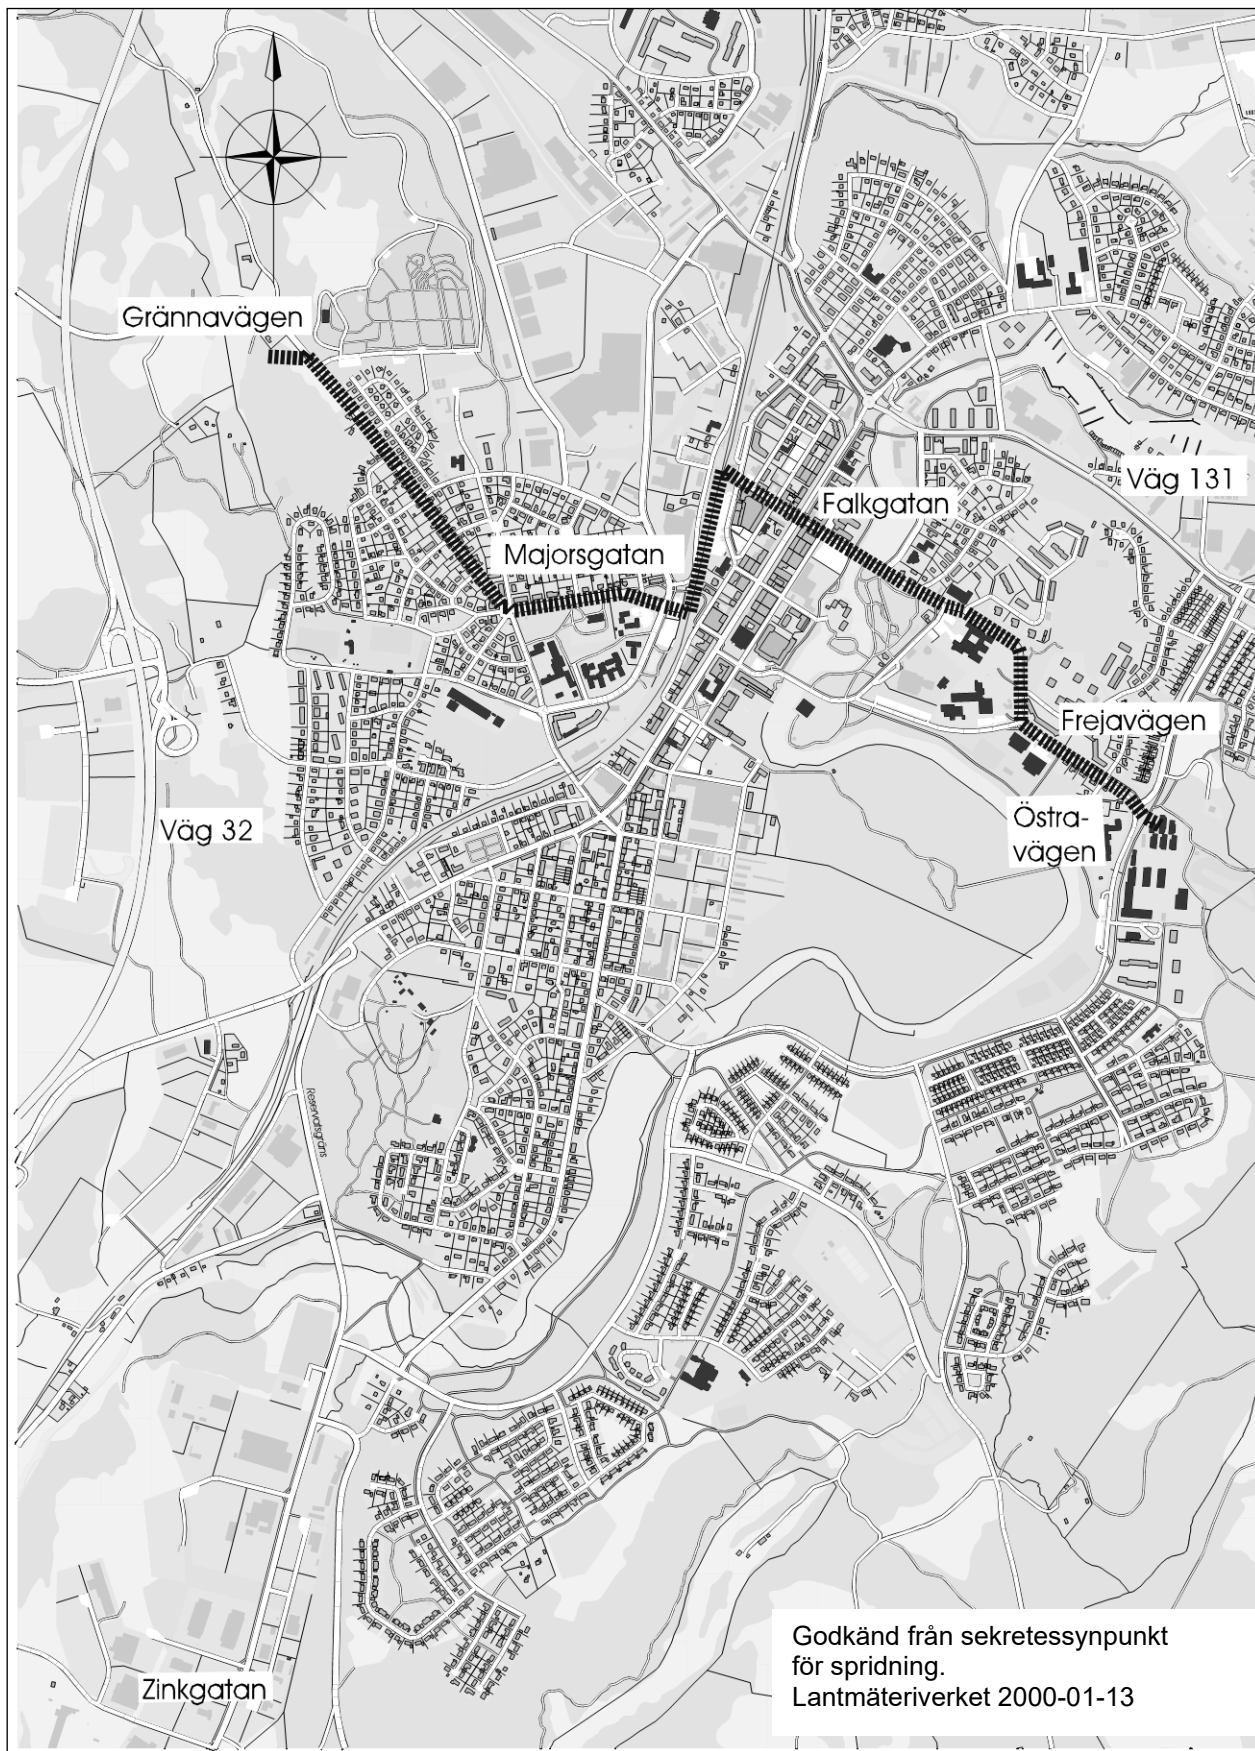 Grännavägen
Väg 131
Falkgatan
Majorsgatan
Frejavägen
Östra-
vägen
Väg 32
Zinkgatan
Godkänd från sekretessynpunkt
för spridning.
Lantmäteriverket 2000-01-13